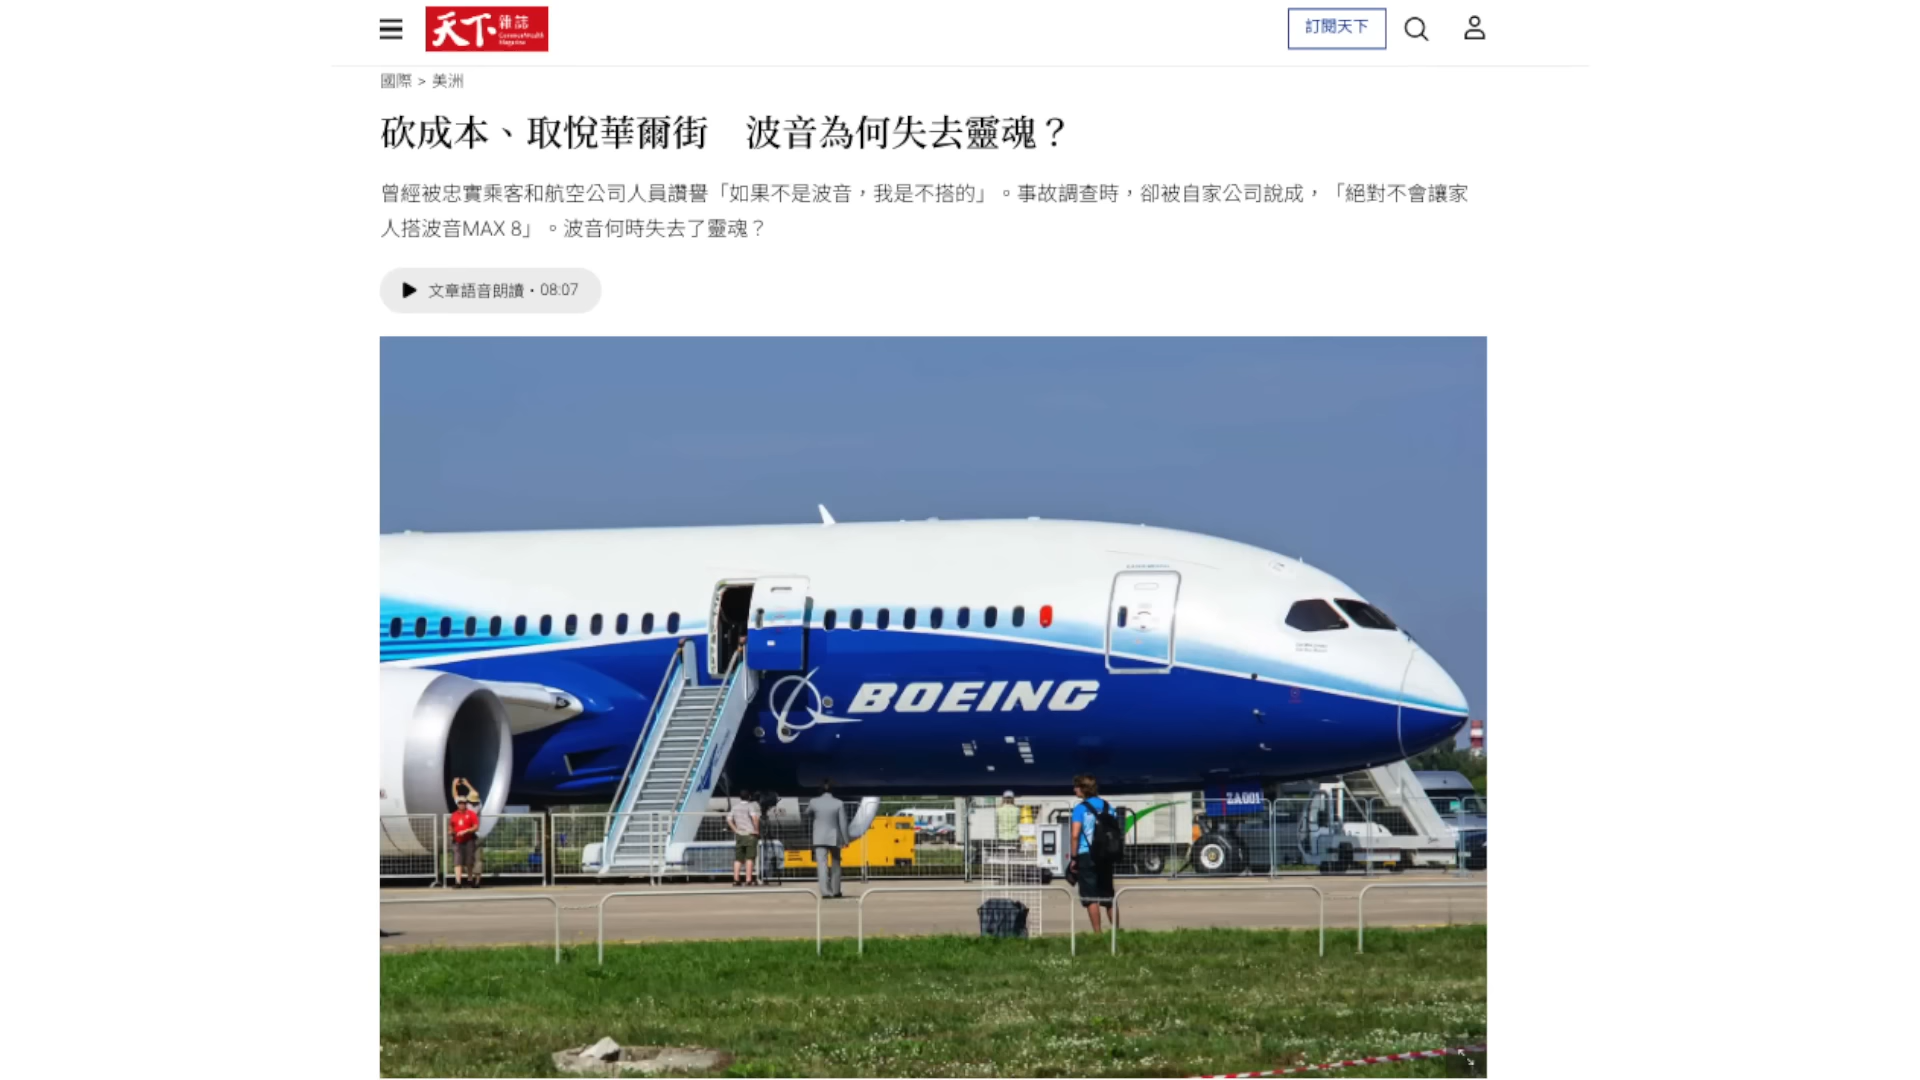 天下 雜誌
CommonWealth
Magazine
訂閱天下
國際 > 美洲
砍成本、取悅華爾街　波音為何失去靈魂？
曾經被忠實乘客和航空公司人員讚譽「如果不是波音，我是不搭的」。事故調查時，卻被自家公司說成，「絕對不會讓家
人搭波音MAX 8」。波音何時失去了靈魂？
文章語音朗讀・08:07
BOEING
ZA001